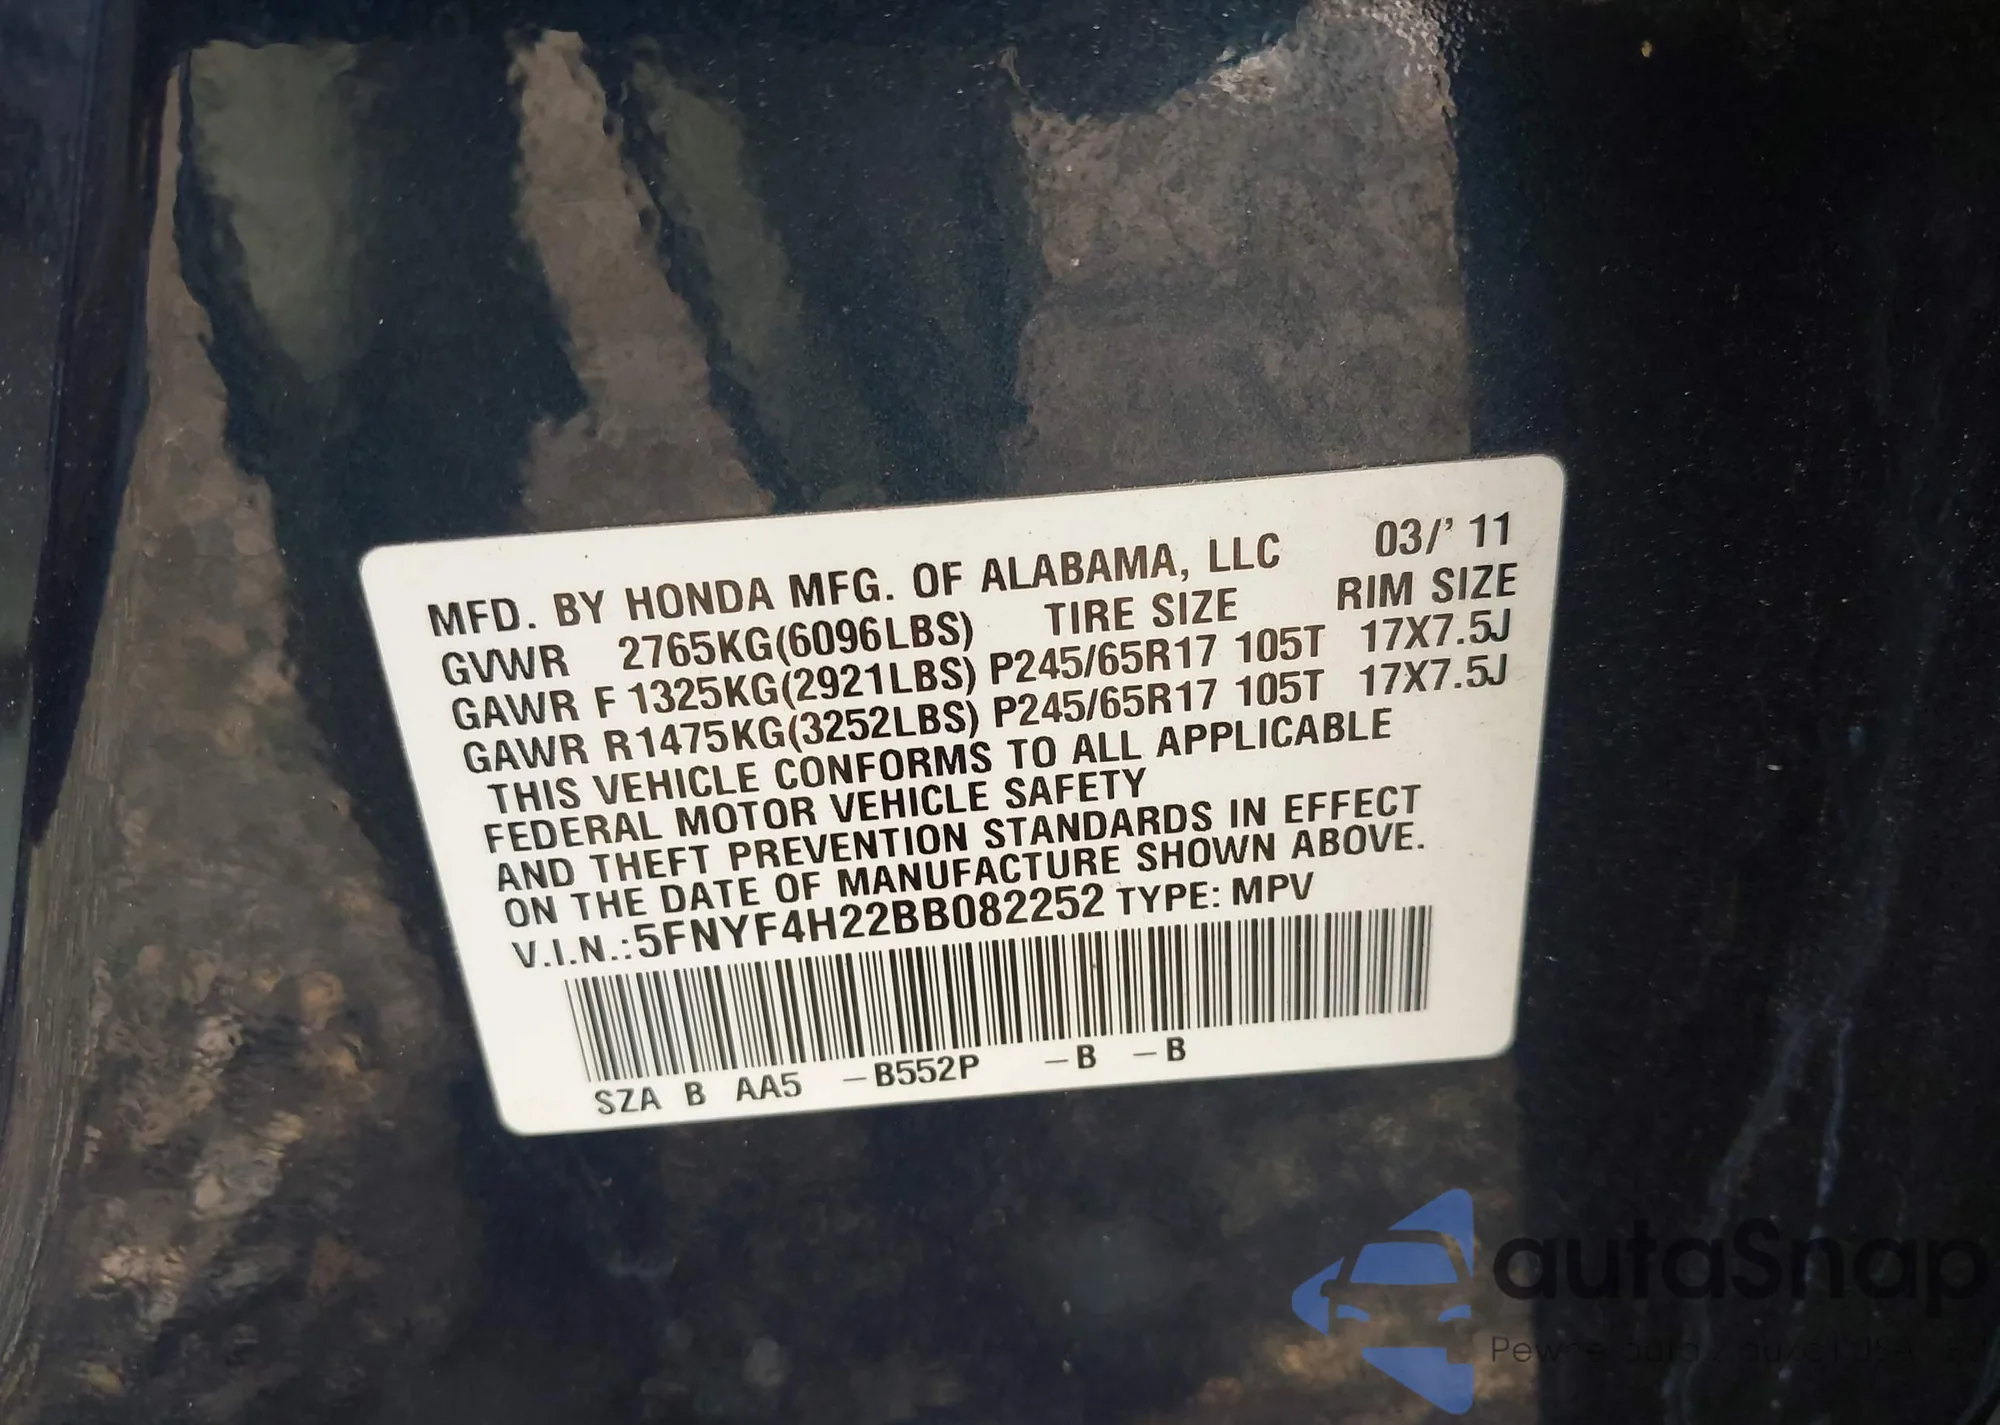 MFD. BY HONDA MFG. OF ALABAMA, LLC 03/' 11
GVWR 2765KG(6096LBS) TIRE SIZE RIM SIZE
GAWR F 1325KG(2921LBS) P245/65R17 105T 17X7.5J
GAWR R1475KG(3252LBS) P245/65R17 105T 17X7.5J
THIS VEHICLE CONFORMS TO ALL APPLICABLE
FEDERAL MOTOR VEHICLE SAFETY
AND THEFT PREVENTION STANDARDS IN EFFECT
ON THE DATE OF MANUFACTURE SHOWN ABOVE.
V.I.N.:5FNYF4H22BB082252 TYPE: MPV
SZA B AA5 -B552P -B -B
autaSnap